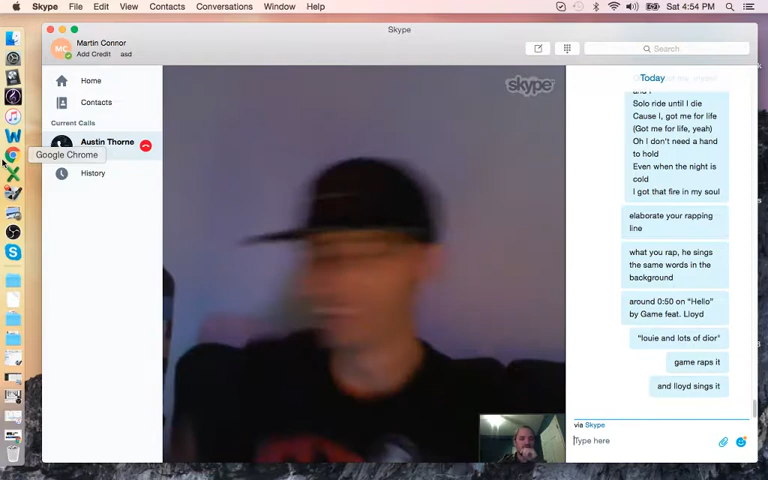 Skype File Edit View Contacts Conversations Window Help
Sat 4:54 PM
Skype
MC
Martin Connor
Add Credit asd
Search
Home
Contacts
Current Calls
Austin Thorne
Google Chrome
History
skype
Today
and I
Solo ride until I die
Cause I, got me for life
(Got me for life, yeah)
Oh I don't need a hand
to hold
Even when the night is
cold
I got that fire in my soul
elaborate your rapping
line
what you rap, he sings
the same words in the
background
around 0:50 on “Hello”
by Game feat. Lloyd
“louie and lots of dior”
game raps it
and lloyd sings it
via Skype
Type here